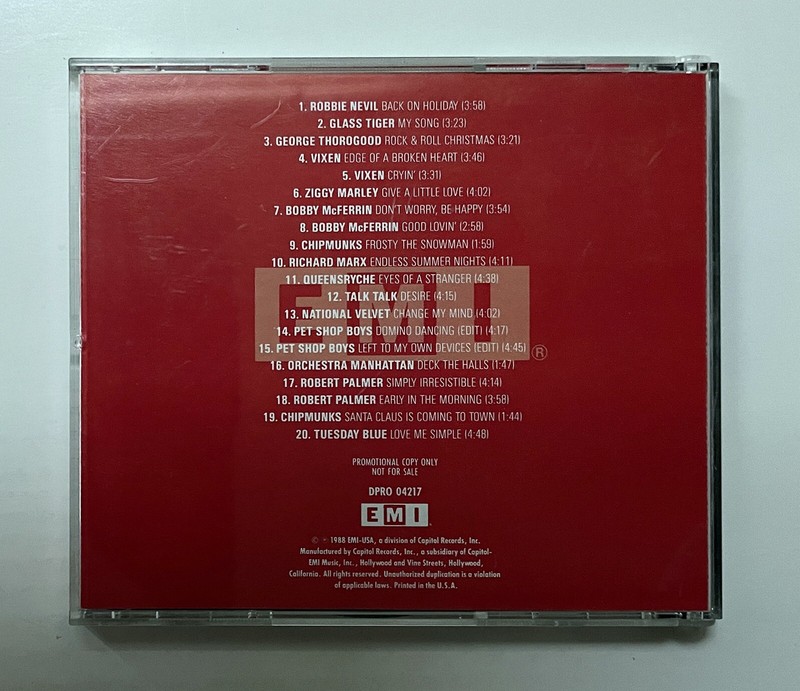 1. ROBBIE NEVIL BACK ON HOLIDAY (3:58)
2. GLASS TIGER MY SONG (3:23)
3. GEORGE THOROGOOD ROCK & ROLL CHRISTMAS (3:21)
4. VIXEN EDGE OF A BROKEN HEART (3:46)
5. VIXEN CRYIN' (3:31)
6. ZIGGY MARLEY GIVE A LITTLE LOVE (4:02)
7. BOBBY McFERRIN DON'T WORRY, BE HAPPY (3:54)
8. BOBBY McFERRIN GOOD LOVIN' (2:58)
9. CHIPMUNKS FROSTY THE SNOWMAN (1:59)
10. RICHARD MARX ENDLESS SUMMER NIGHTS (4:11)
11. QUEENSRYCHE EYES OF A STRANGER (4:38)
12. TALK TALK DESIRE (4:15)
13. NATIONAL VELVET CHANGE MY MIND (4:02)
14. PET SHOP BOYS DOMINO DANCING (EDIT) (4:17)
15. PET SHOP BOYS LEFT TO MY OWN DEVICES (EDIT) (4:45)
16. ORCHESTRA MANHATTAN DECK THE HALLS (1:47)
17. ROBERT PALMER SIMPLY IRRESISTIBLE (4:14)
18. ROBERT PALMER EARLY IN THE MORNING (3:58)
19. CHIPMUNKS SANTA CLAUS IS COMING TO TOWN (1:44)
20. TUESDAY BLUE LOVE ME SIMPLE (4:48)
EMI®
PROMOTIONAL COPY ONLY
NOT FOR SALE
DPRO 04217
EMI
© ℗ 1988 EMI-USA, a division of Capitol Records, Inc.
Manufactured by Capitol Records, Inc., a subsidiary of Capitol-
EMI Music, Inc., Hollywood and Vine Streets, Hollywood,
California. All rights reserved. Unauthorized duplication is a violation
of applicable laws. Printed in the U.S.A.